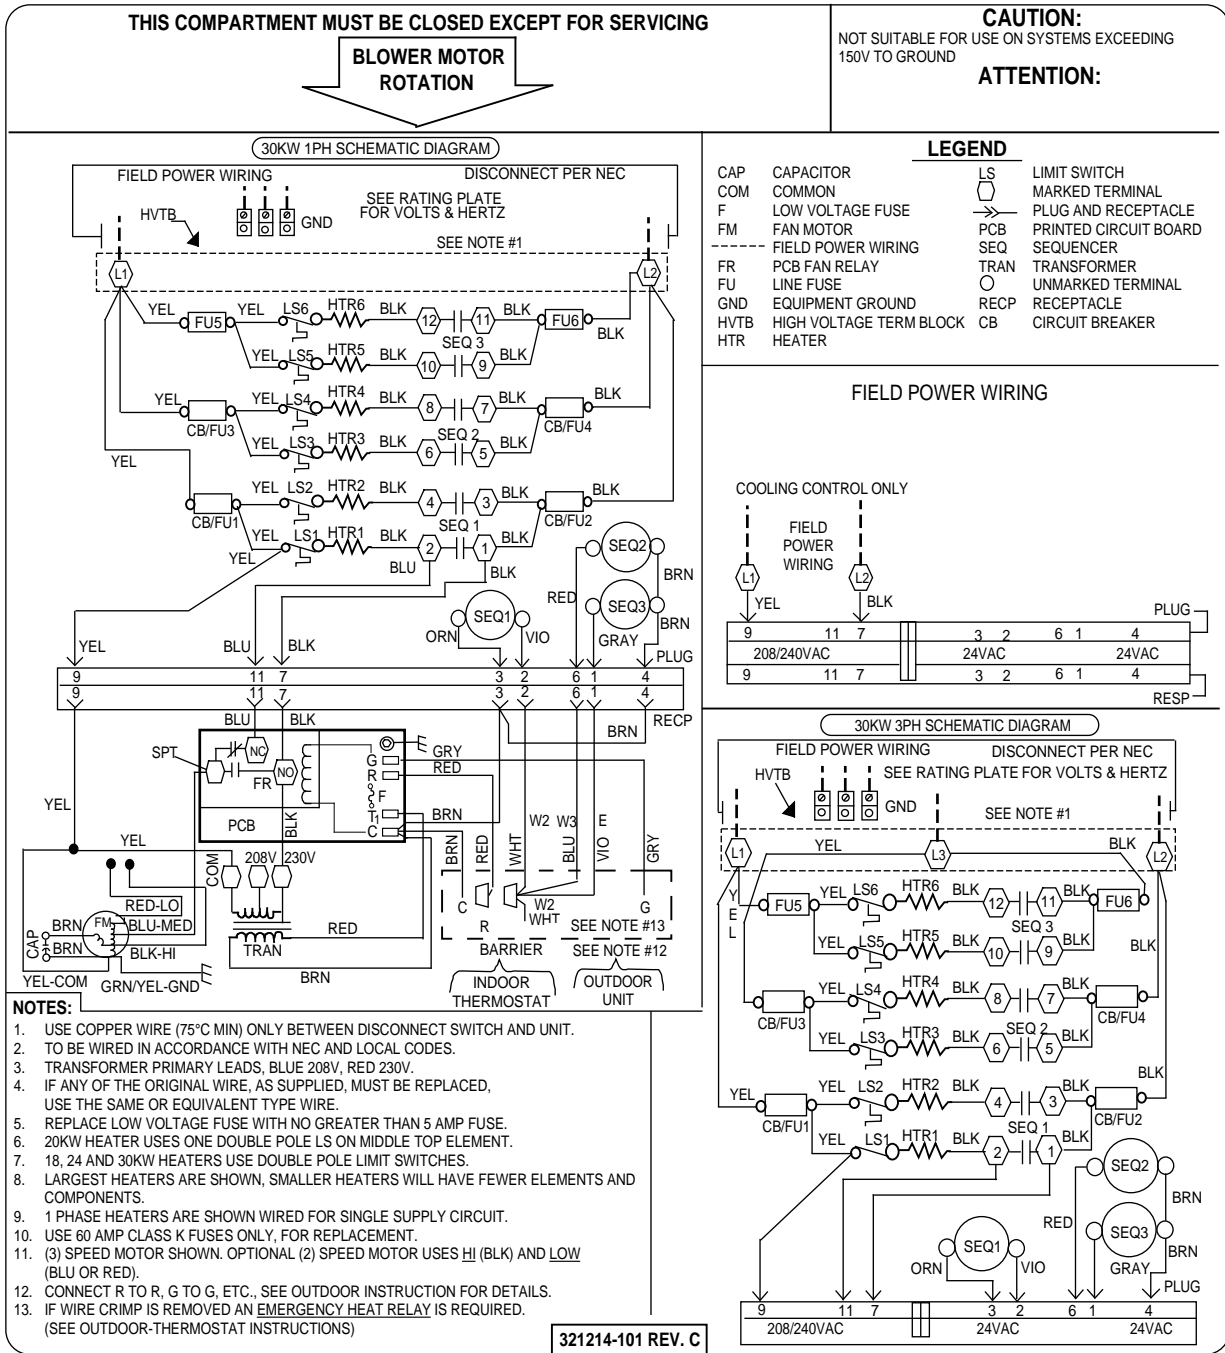 THIS COMPARTMENT MUST BE CLOSED EXCEPT FOR SERVICING
BLOWER MOTOR
ROTATION
CAUTION:
NOT SUITABLE FOR USE ON SYSTEMS EXCEEDING
150V TO GROUND
ATTENTION:
30KW 1PH SCHEMATIC DIAGRAM
FIELD POWER WIRING
DISCONNECT PER NEC
SEE RATING PLATE
FOR VOLTS & HERTZ
HVTB
GND
SEE NOTE #1
L1
L2
YEL FU5 YEL LS6 HTR6 BLK 12 11 BLK FU6 BLK
SEQ 3
YEL LS5 HTR5 BLK 10 9 BLK
YEL CB/FU3 YEL LS4 HTR4 BLK 8 7 BLK CB/FU4 BLK
SEQ 2
YEL LS3 HTR3 BLK 6 5 BLK
YEL
CB/FU1 YEL LS2 HTR2 BLK 4 3 BLK CB/FU2 BLK
SEQ 1
YEL YEL LS1 HTR1 BLK 2 1 BLK
BLU BLK
SEQ2
BRN
RED
SEQ3
GRAY
BRN
SEQ1
ORN
VIO
YEL BLU BLK PLUG
9 11 7 3 2 6 1 4
9 11 7 3 2 6 1 4
RECP
BLU BLK BRN
SPT NC
FR NO
G
R
F
T1
C
PCB
BLK
GRY
RED
BRN
YEL
YEL
COM 208V 230V
BRN RED WHT W2 W3 BLU E VIO GRY
RED-LO
FM
BLU-MED
BLK-HI
BRN
BRN
CAP
YEL-COM
GRN/YEL-GND
TRAN
RED
BRN
C
R
W2
WHT
G
SEE NOTE #13
BARRIER SEE NOTE #12
INDOOR
THERMOSTAT
OUTDOOR
UNIT
LEGEND
CAP CAPACITOR
COM COMMON
F LOW VOLTAGE FUSE
FM FAN MOTOR
FIELD POWER WIRING
FR PCB FAN RELAY
FU LINE FUSE
GND EQUIPMENT GROUND
HVTB HIGH VOLTAGE TERM BLOCK
HTR HEATER
LS LIMIT SWITCH
MARKED TERMINAL
PLUG AND RECEPTACLE
PCB PRINTED CIRCUIT BOARD
SEQ SEQUENCER
TRAN TRANSFORMER
UNMARKED TERMINAL
RECP RECEPTACLE
CB CIRCUIT BREAKER
FIELD POWER WIRING
COOLING CONTROL ONLY
FIELD
POWER
WIRING
L1 L2
YEL BLK
PLUG
9 11 7 3 2 6 1 4
208/240VAC 24VAC 24VAC
9 11 7 3 2 6 1 4
RESP
30KW 3PH SCHEMATIC DIAGRAM
FIELD POWER WIRING DISCONNECT PER NEC
HVTB
SEE RATING PLATE FOR VOLTS & HERTZ
GND
SEE NOTE #1
L1 YEL L3 BLK L2
YEL FU5 YEL LS6 HTR6 BLK 12 11 BLK FU6
SEQ 3
YEL LS5 HTR5 BLK 10 9 BLK
BLK
CB/FU3 YEL LS4 HTR4 BLK 8 7 BLK CB/FU4
SEQ 2
YEL LS3 HTR3 BLK 6 5 BLK
BLK
YEL CB/FU1 YEL LS2 HTR2 BLK 4 3 BLK CB/FU2
SEQ 1
YEL LS1 HTR1 BLK 2 1 BLK
SEQ2
BRN
RED
SEQ3
GRAY
BRN
SEQ1
ORN
VIO
PLUG
9 11 7 3 2 6 1 4
208/240VAC 24VAC 24VAC
NOTES:
1. USE COPPER WIRE (75°C MIN) ONLY BETWEEN DISCONNECT SWITCH AND UNIT.
2. TO BE WIRED IN ACCORDANCE WITH NEC AND LOCAL CODES.
3. TRANSFORMER PRIMARY LEADS, BLUE 208V, RED 230V.
4. IF ANY OF THE ORIGINAL WIRE, AS SUPPLIED, MUST BE REPLACED,
USE THE SAME OR EQUIVALENT TYPE WIRE.
5. REPLACE LOW VOLTAGE FUSE WITH NO GREATER THAN 5 AMP FUSE.
6. 20KW HEATER USES ONE DOUBLE POLE LS ON MIDDLE TOP ELEMENT.
7. 18, 24 AND 30KW HEATERS USE DOUBLE POLE LIMIT SWITCHES.
8. LARGEST HEATERS ARE SHOWN, SMALLER HEATERS WILL HAVE FEWER ELEMENTS AND
COMPONENTS.
9. 1 PHASE HEATERS ARE SHOWN WIRED FOR SINGLE SUPPLY CIRCUIT.
10. USE 60 AMP CLASS K FUSES ONLY, FOR REPLACEMENT.
11. (3) SPEED MOTOR SHOWN. OPTIONAL (2) SPEED MOTOR USES HI (BLK) AND LOW
(BLU OR RED).
12. CONNECT R TO R, G TO G, ETC., SEE OUTDOOR INSTRUCTION FOR DETAILS.
13. IF WIRE CRIMP IS REMOVED AN EMERGENCY HEAT RELAY IS REQUIRED.
(SEE OUTDOOR-THERMOSTAT INSTRUCTIONS)
321214-101 REV. C